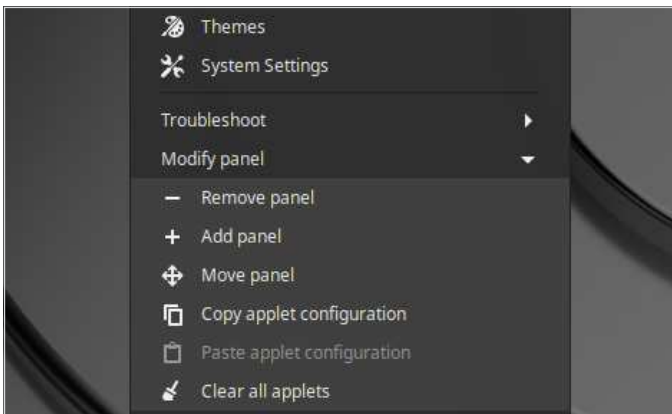 Themes
System Settings
Troubleshoot
Modify panel
Remove panel
Add panel
Move panel
Copy applet configuration
Paste applet configuration
Clear all applets